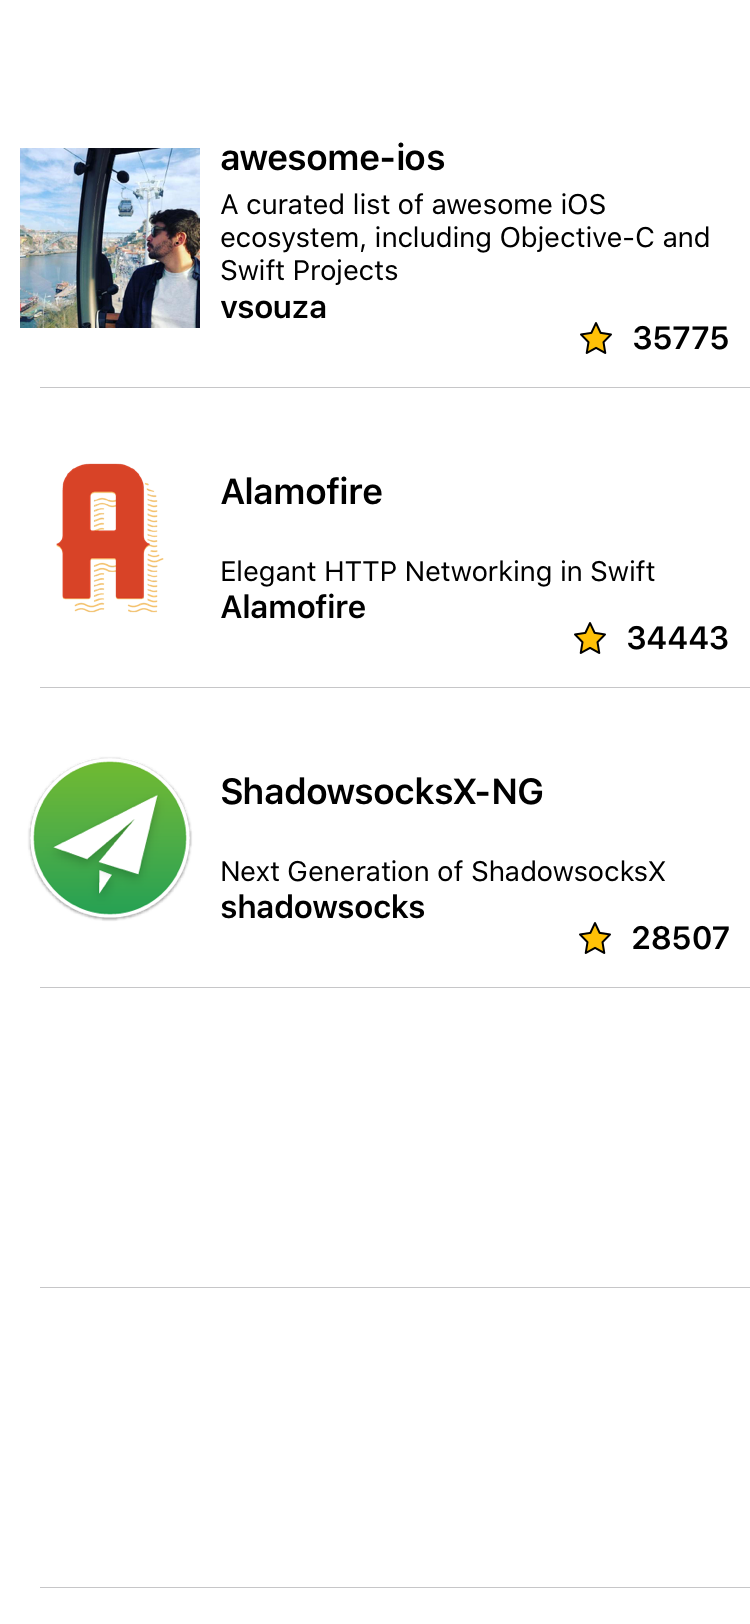 awesome-ios
A curated list of awesome iOS
ecosystem, including Objective-C and
Swift Projects
vsouza
35775
Alamofire
Elegant HTTP Networking in Swift
Alamofire
34443
ShadowsocksX-NG
Next Generation of ShadowsocksX
shadowsocks
28507